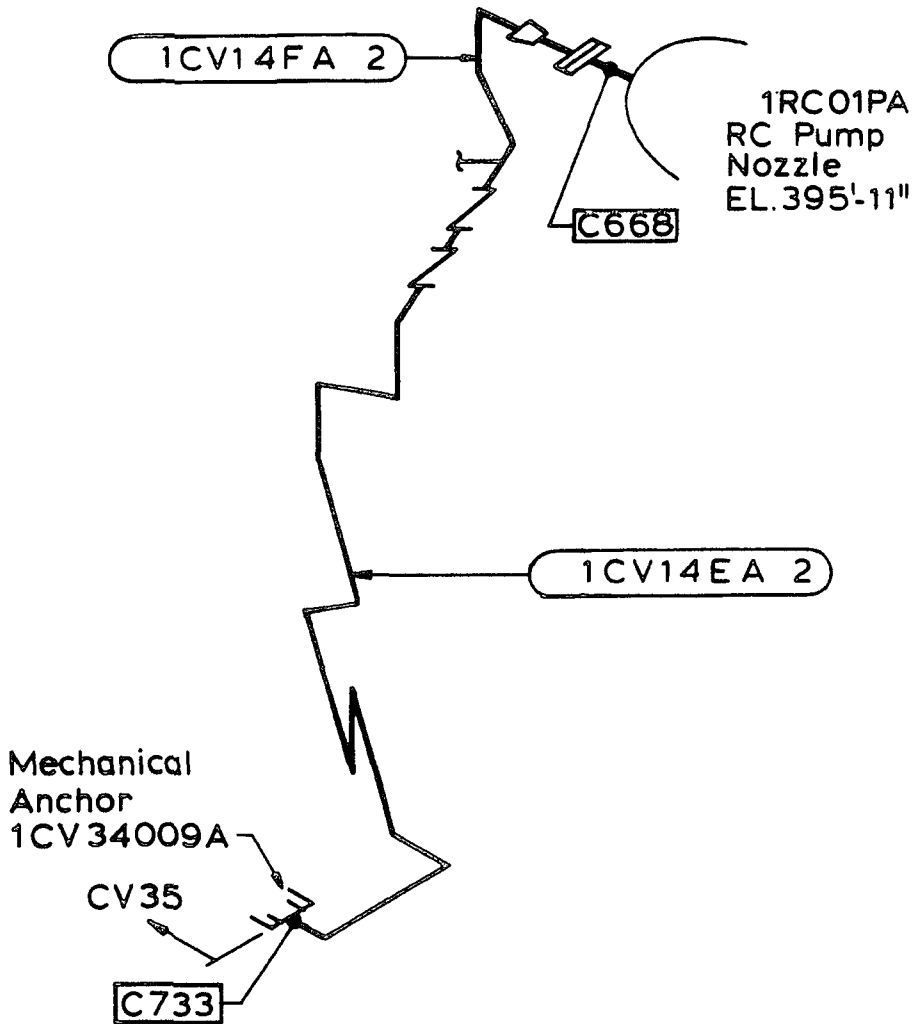 1CV14FA 2
1RC01PA
RC Pump
Nozzle
EL.395'-11"
C668
1CV14EA 2
Mechanical
Anchor
1CV34009A
CV35
C733